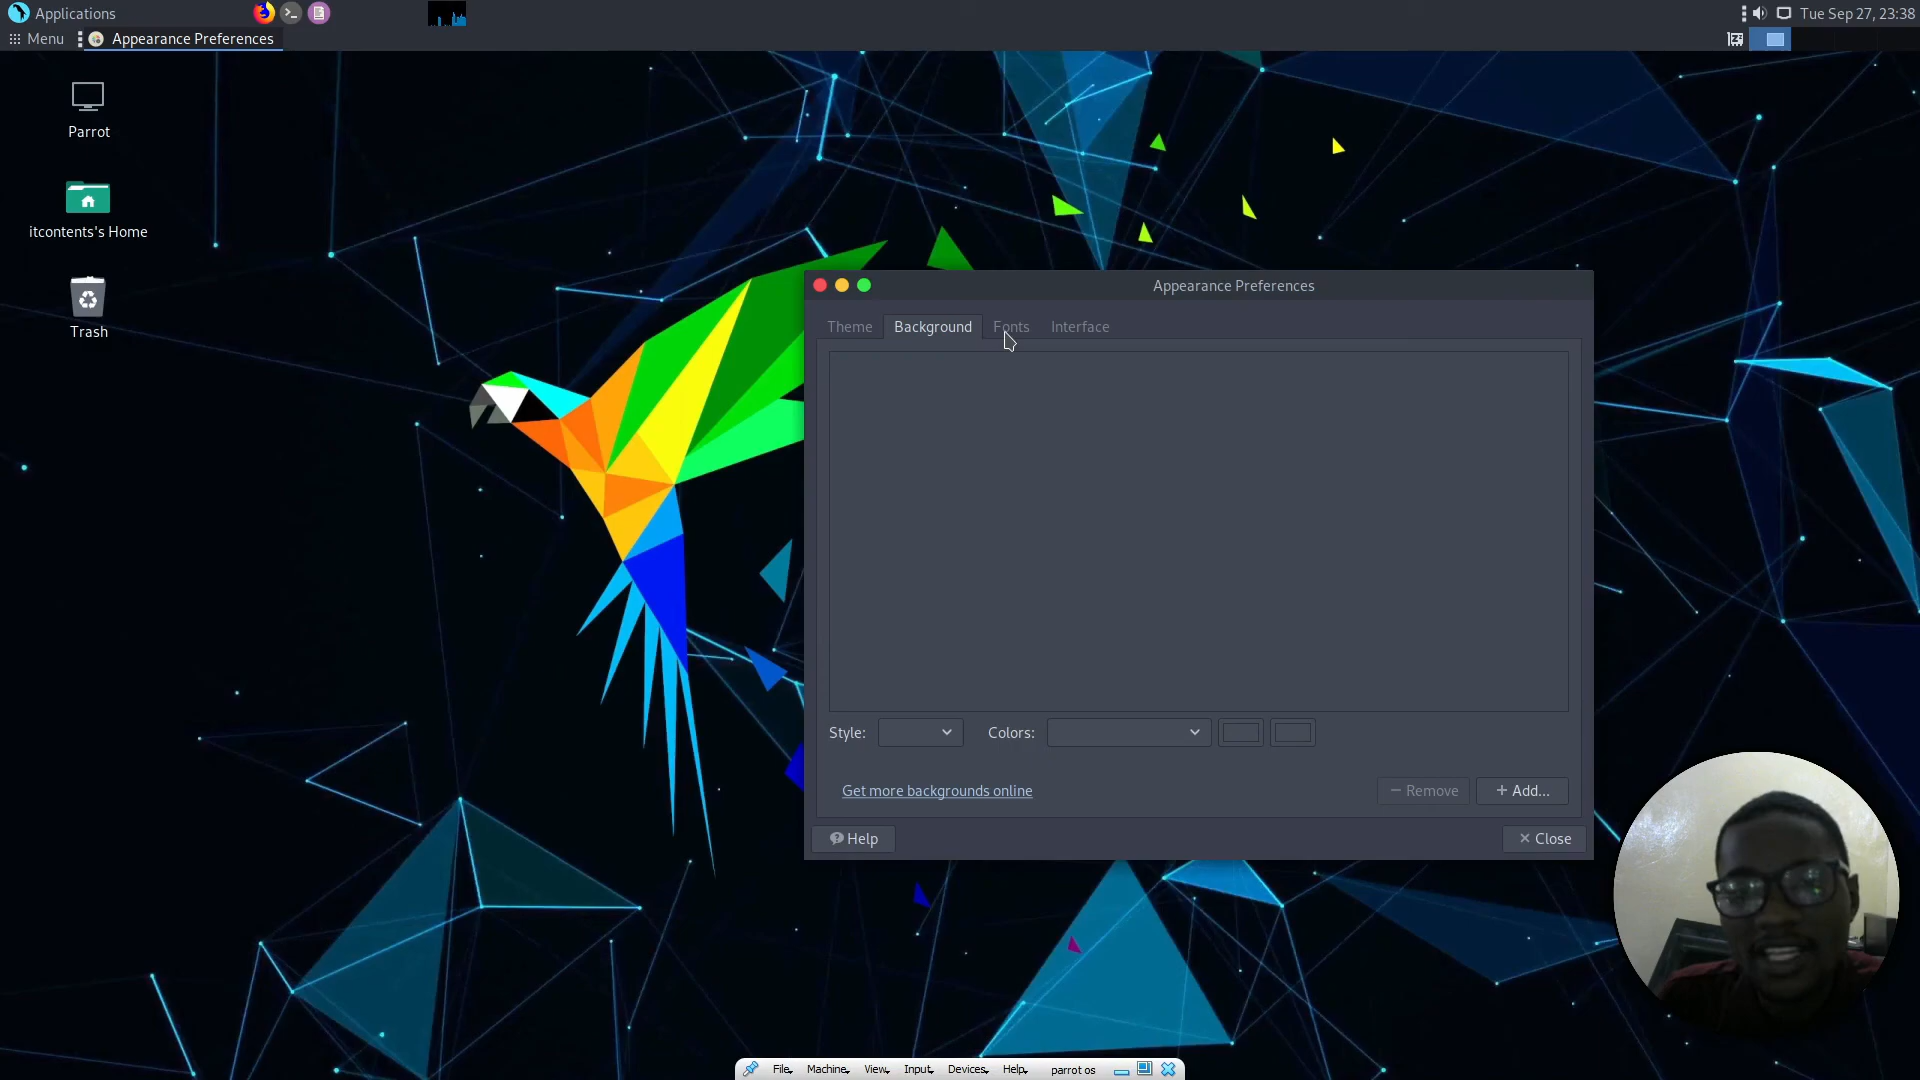 Applications
Tue Sep 27, 23:38
Menu
Appearance Preferences
Parrot
itcontents's Home
Trash
Appearance Preferences
Theme
Background
Fonts
Interface
Style:
Colors:
Get more backgrounds online
Remove
Add...
Help
Close
File
Machine
View
Input
Devices
Help
parrot os